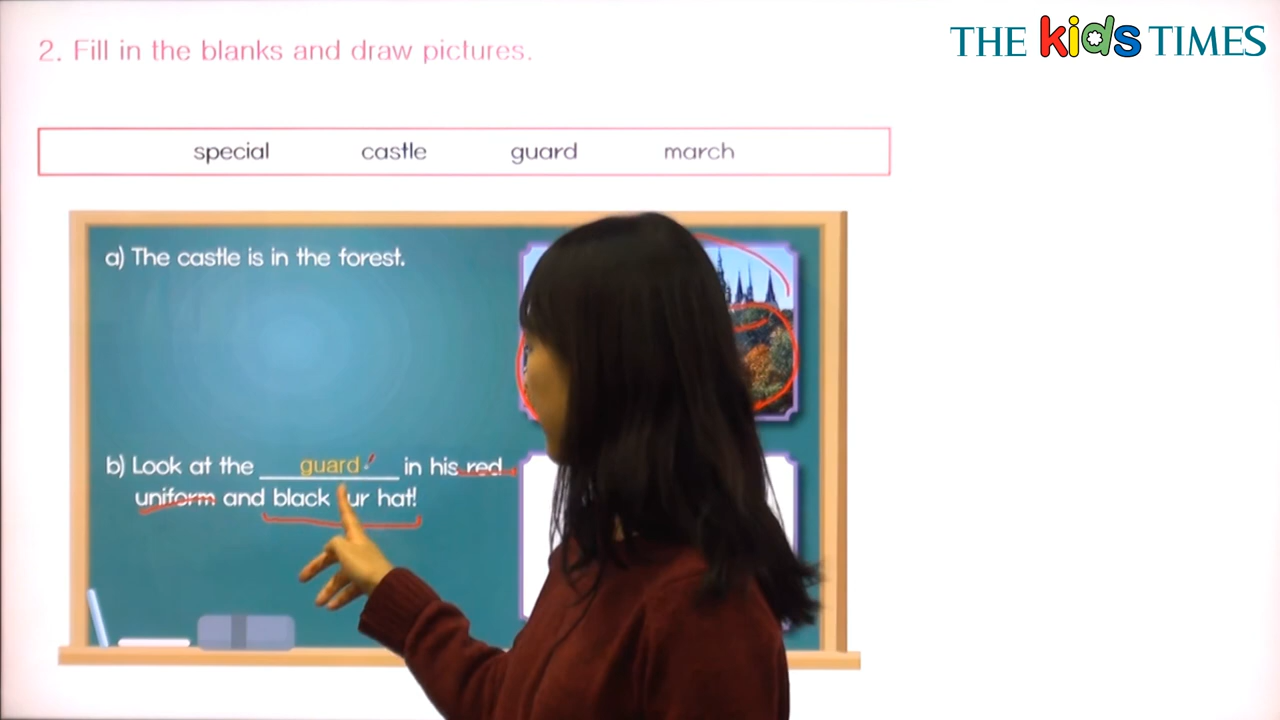 2. Fill in the blanks and draw pictures.
THE kids TIMES
special castle guard march
a) The castle is in the forest.
b) Look at the guard in his red
uniform and black hat!